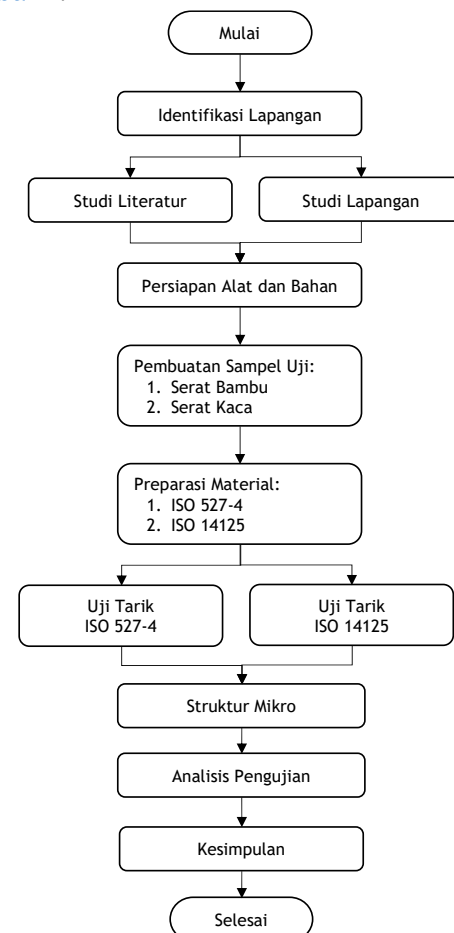 Mulai
Identifikasi Lapangan
Studi Literatur
Studi Lapangan
Persiapan Alat dan Bahan
Pembuatan Sampel Uji:
1. Serat Bambu
2. Serat Kaca
Preparasi Material:
1. ISO 527-4
2. ISO 14125
Uji Tarik
ISO 527-4
Uji Tarik
ISO 14125
Struktur Mikro
Analisis Pengujian
Kesimpulan
Selesai